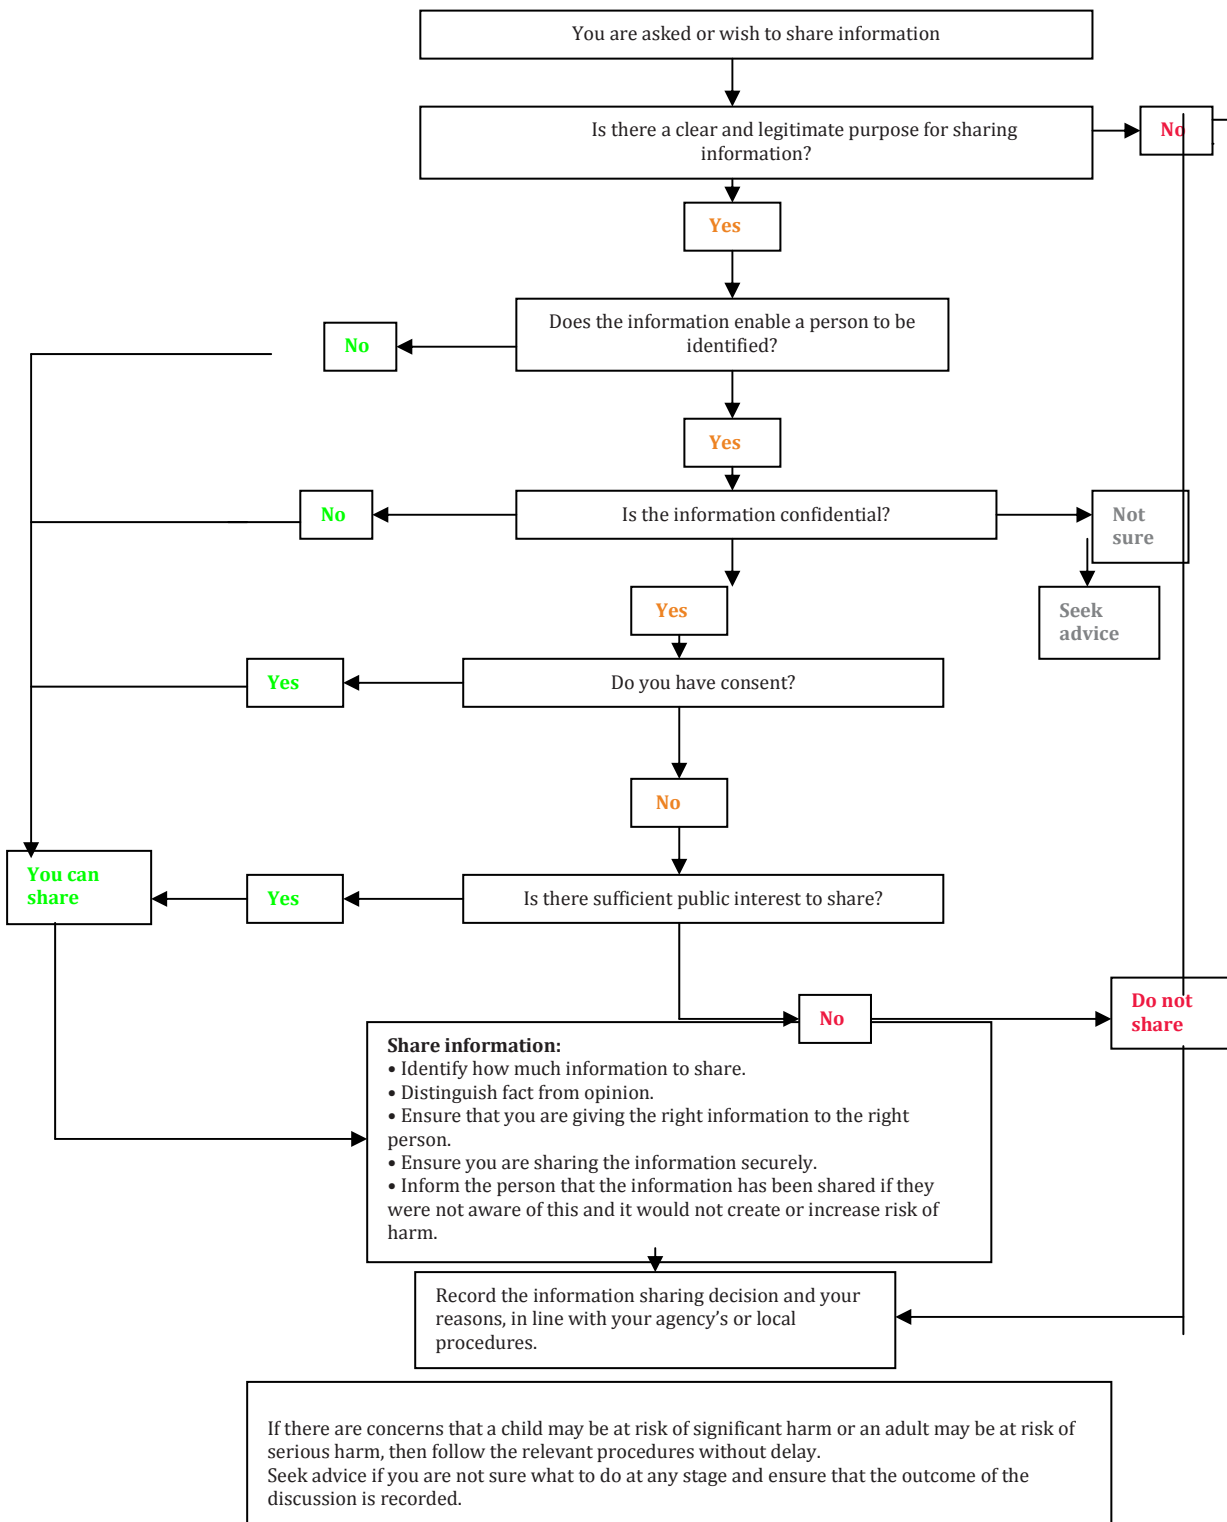 You are asked or wish to share information
Is there a clear and legitimate purpose for sharing
information?
No
Yes
Does the information enable a person to be
identified?
No
Yes
Is the information confidential?
No
Not
sure
Yes
Seek
advice
Do you have consent?
Yes
No
You can
share
Yes
Is there sufficient public interest to share?
No
Do not
share
Share information:
• Identify how much information to share.
• Distinguish fact from opinion.
• Ensure that you are giving the right information to the right
person.
• Ensure you are sharing the information securely.
• Inform the person that the information has been shared if they
were not aware of this and it would not create or increase risk of
harm.
Record the information sharing decision and your
reasons, in line with your agency’s or local
procedures.
If there are concerns that a child may be at risk of significant harm or an adult may be at risk of
serious harm, then follow the relevant procedures without delay.
Seek advice if you are not sure what to do at any stage and ensure that the outcome of the
discussion is recorded.